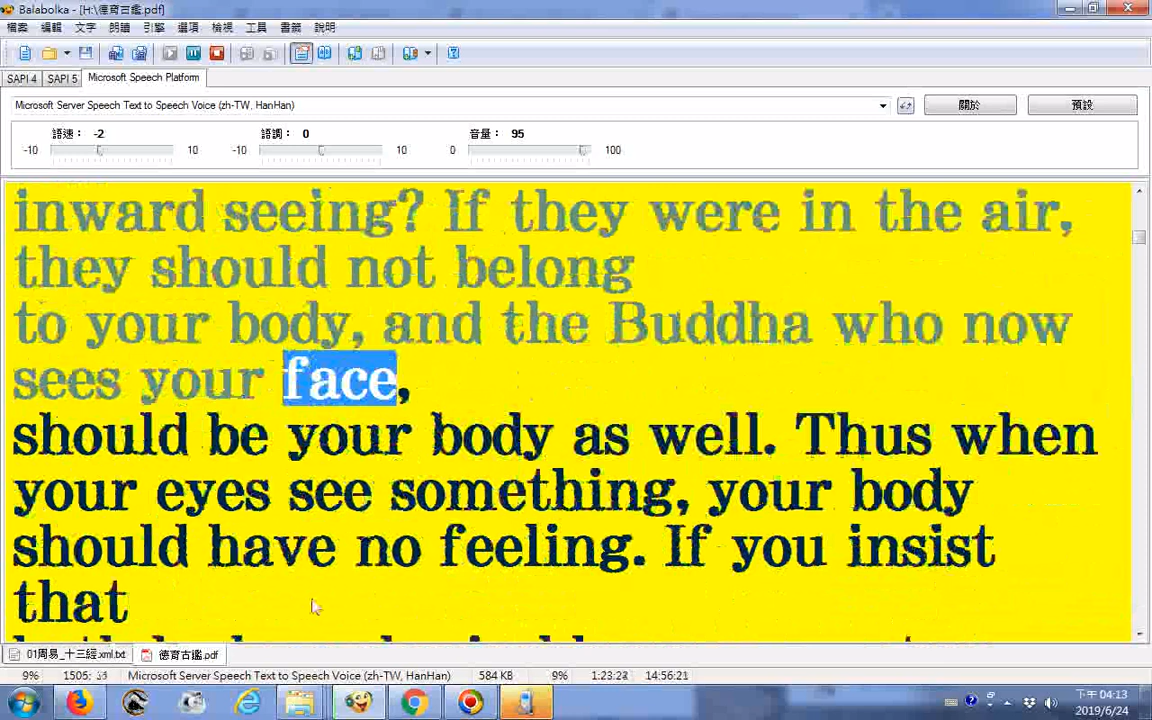 Balabolka - [H:\德育古鑑.pdf]
檔案 編輯 文字 朗讀 引擎 選項 檢視 工具 書籤 說明
SAPI 4 SAPI 5 Microsoft Speech Platform
Microsoft Server Speech Text to Speech Voice (zh-TW, HanHan) 關於 預設
語速： -2 語調： 0 音量： 95
-10 10 -10 10 0 100
inward seeing? If they were in the air,
they should not belong
to your body, and the Buddha who now
sees your face,
should be your body as well. Thus when
your eyes see something, your body
should have no feeling. If you insist
that
01周易_十三經.xml.txt 德育古鑑.pdf
9% Microsoft Server Speech Text to Speech Voice (zh-TW, HanHan) 584 KB 9% 14:56:21
下午 04:13
2019/6/24